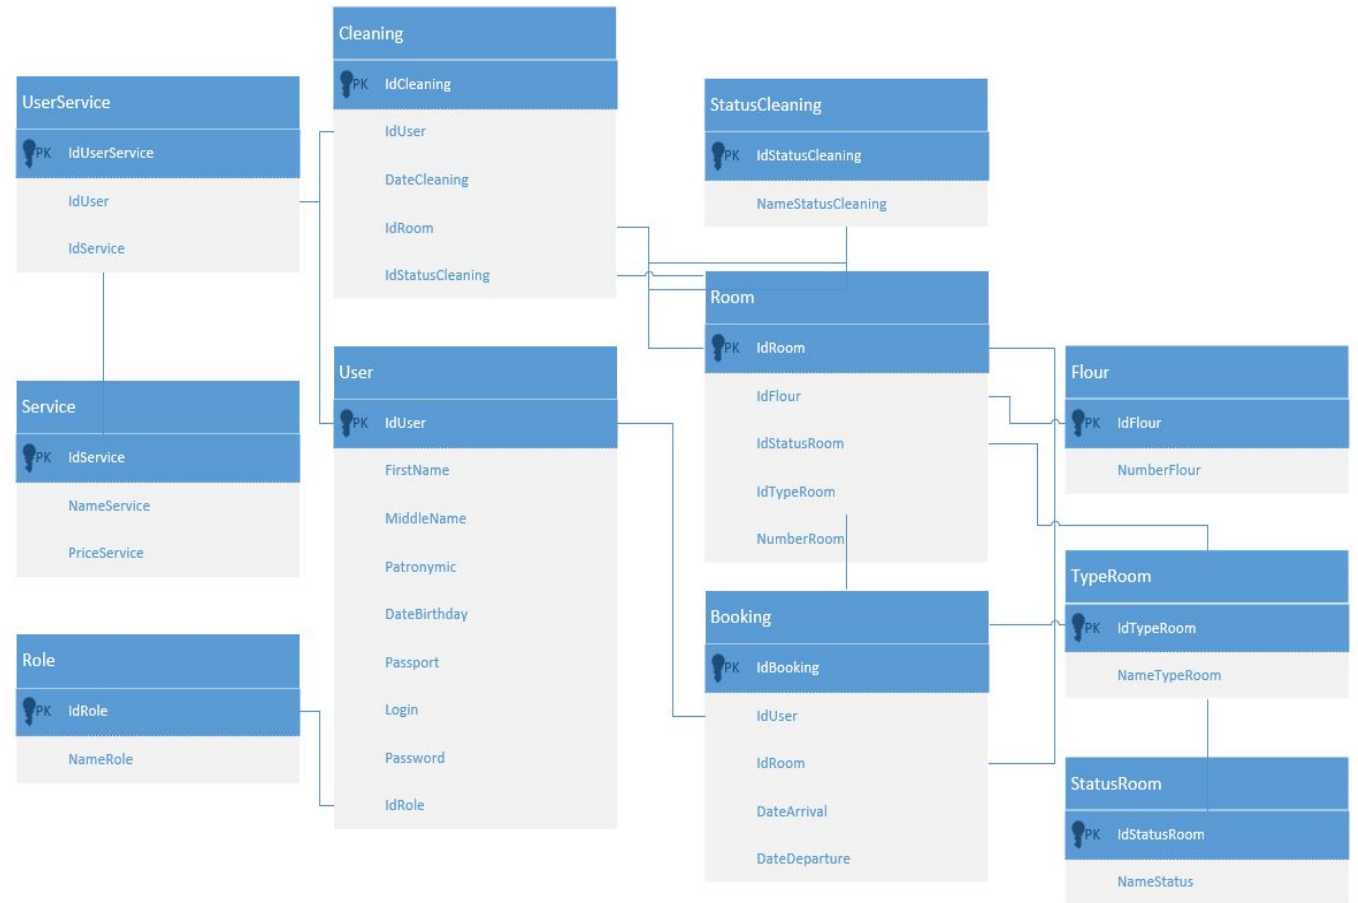 Cleaning
PK IdCleaning
IdUser
DateCleaning
IdRoom
IdStatusCleaning
UserService
PK IdUserService
IdUser
IdService
StatusCleaning
PK IdStatusCleaning
NameStatusCleaning
Room
PK IdRoom
IdFlour
IdStatusRoom
IdTypeRoom
NumberRoom
User
PK IdUser
FirstName
MiddleName
Patronymic
DateBirthday
Passport
Login
Password
IdRole
Flour
PK IdFlour
NumberFlour
Service
PK IdService
NameService
PriceService
TypeRoom
PK IdTypeRoom
NameTypeRoom
Booking
PK IdBooking
IdUser
IdRoom
DateArrival
DateDeparture
Role
PK IdRole
NameRole
StatusRoom
PK IdStatusRoom
NameStatus